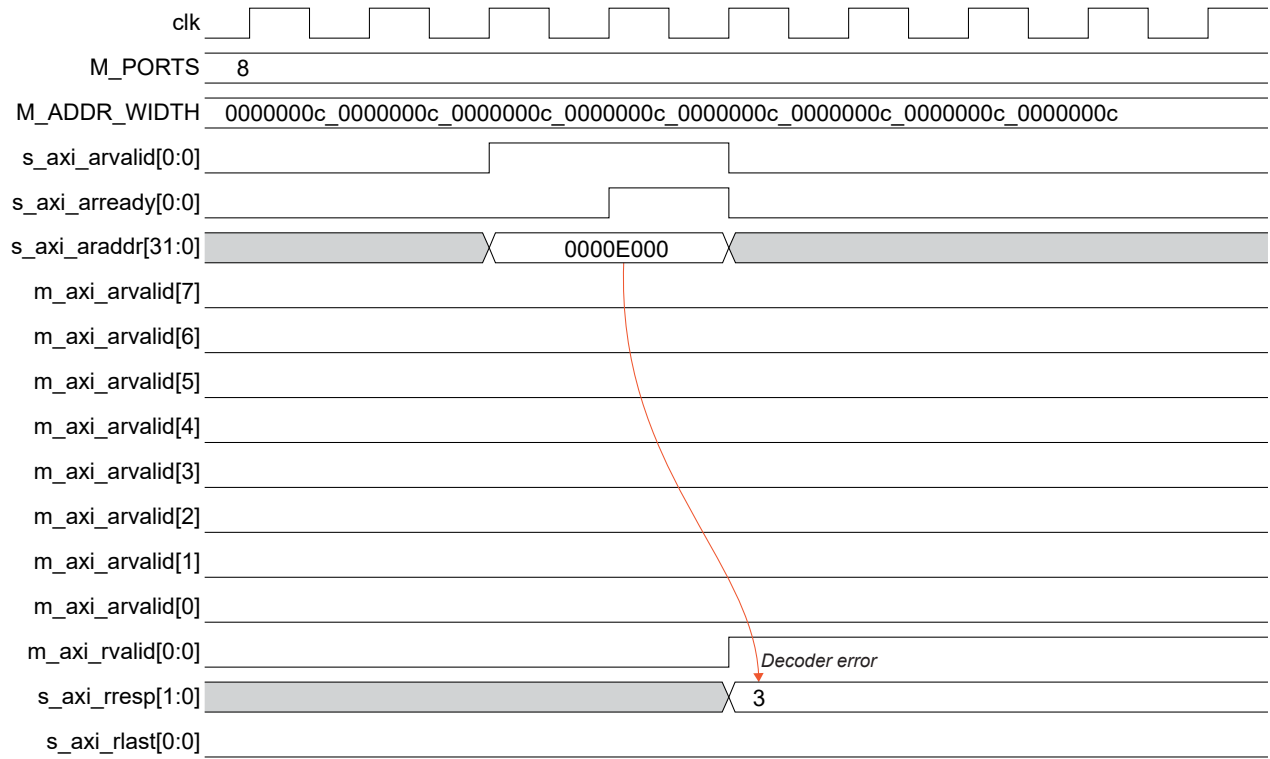 clk
M_PORTS 8
M_ADDR_WIDTH 0000000c_0000000c_0000000c_0000000c_0000000c_0000000c_0000000c_0000000c
s_axi_arvalid[0:0]
s_axi_arready[0:0]
s_axi_araddr[31:0] 0000E000
m_axi_arvalid[7]
m_axi_arvalid[6]
m_axi_arvalid[5]
m_axi_arvalid[4]
m_axi_arvalid[3]
m_axi_arvalid[2]
m_axi_arvalid[1]
m_axi_arvalid[0]
m_axi_rvalid[0:0] Decoder error
s_axi_rresp[1:0] 3
s_axi_rlast[0:0]